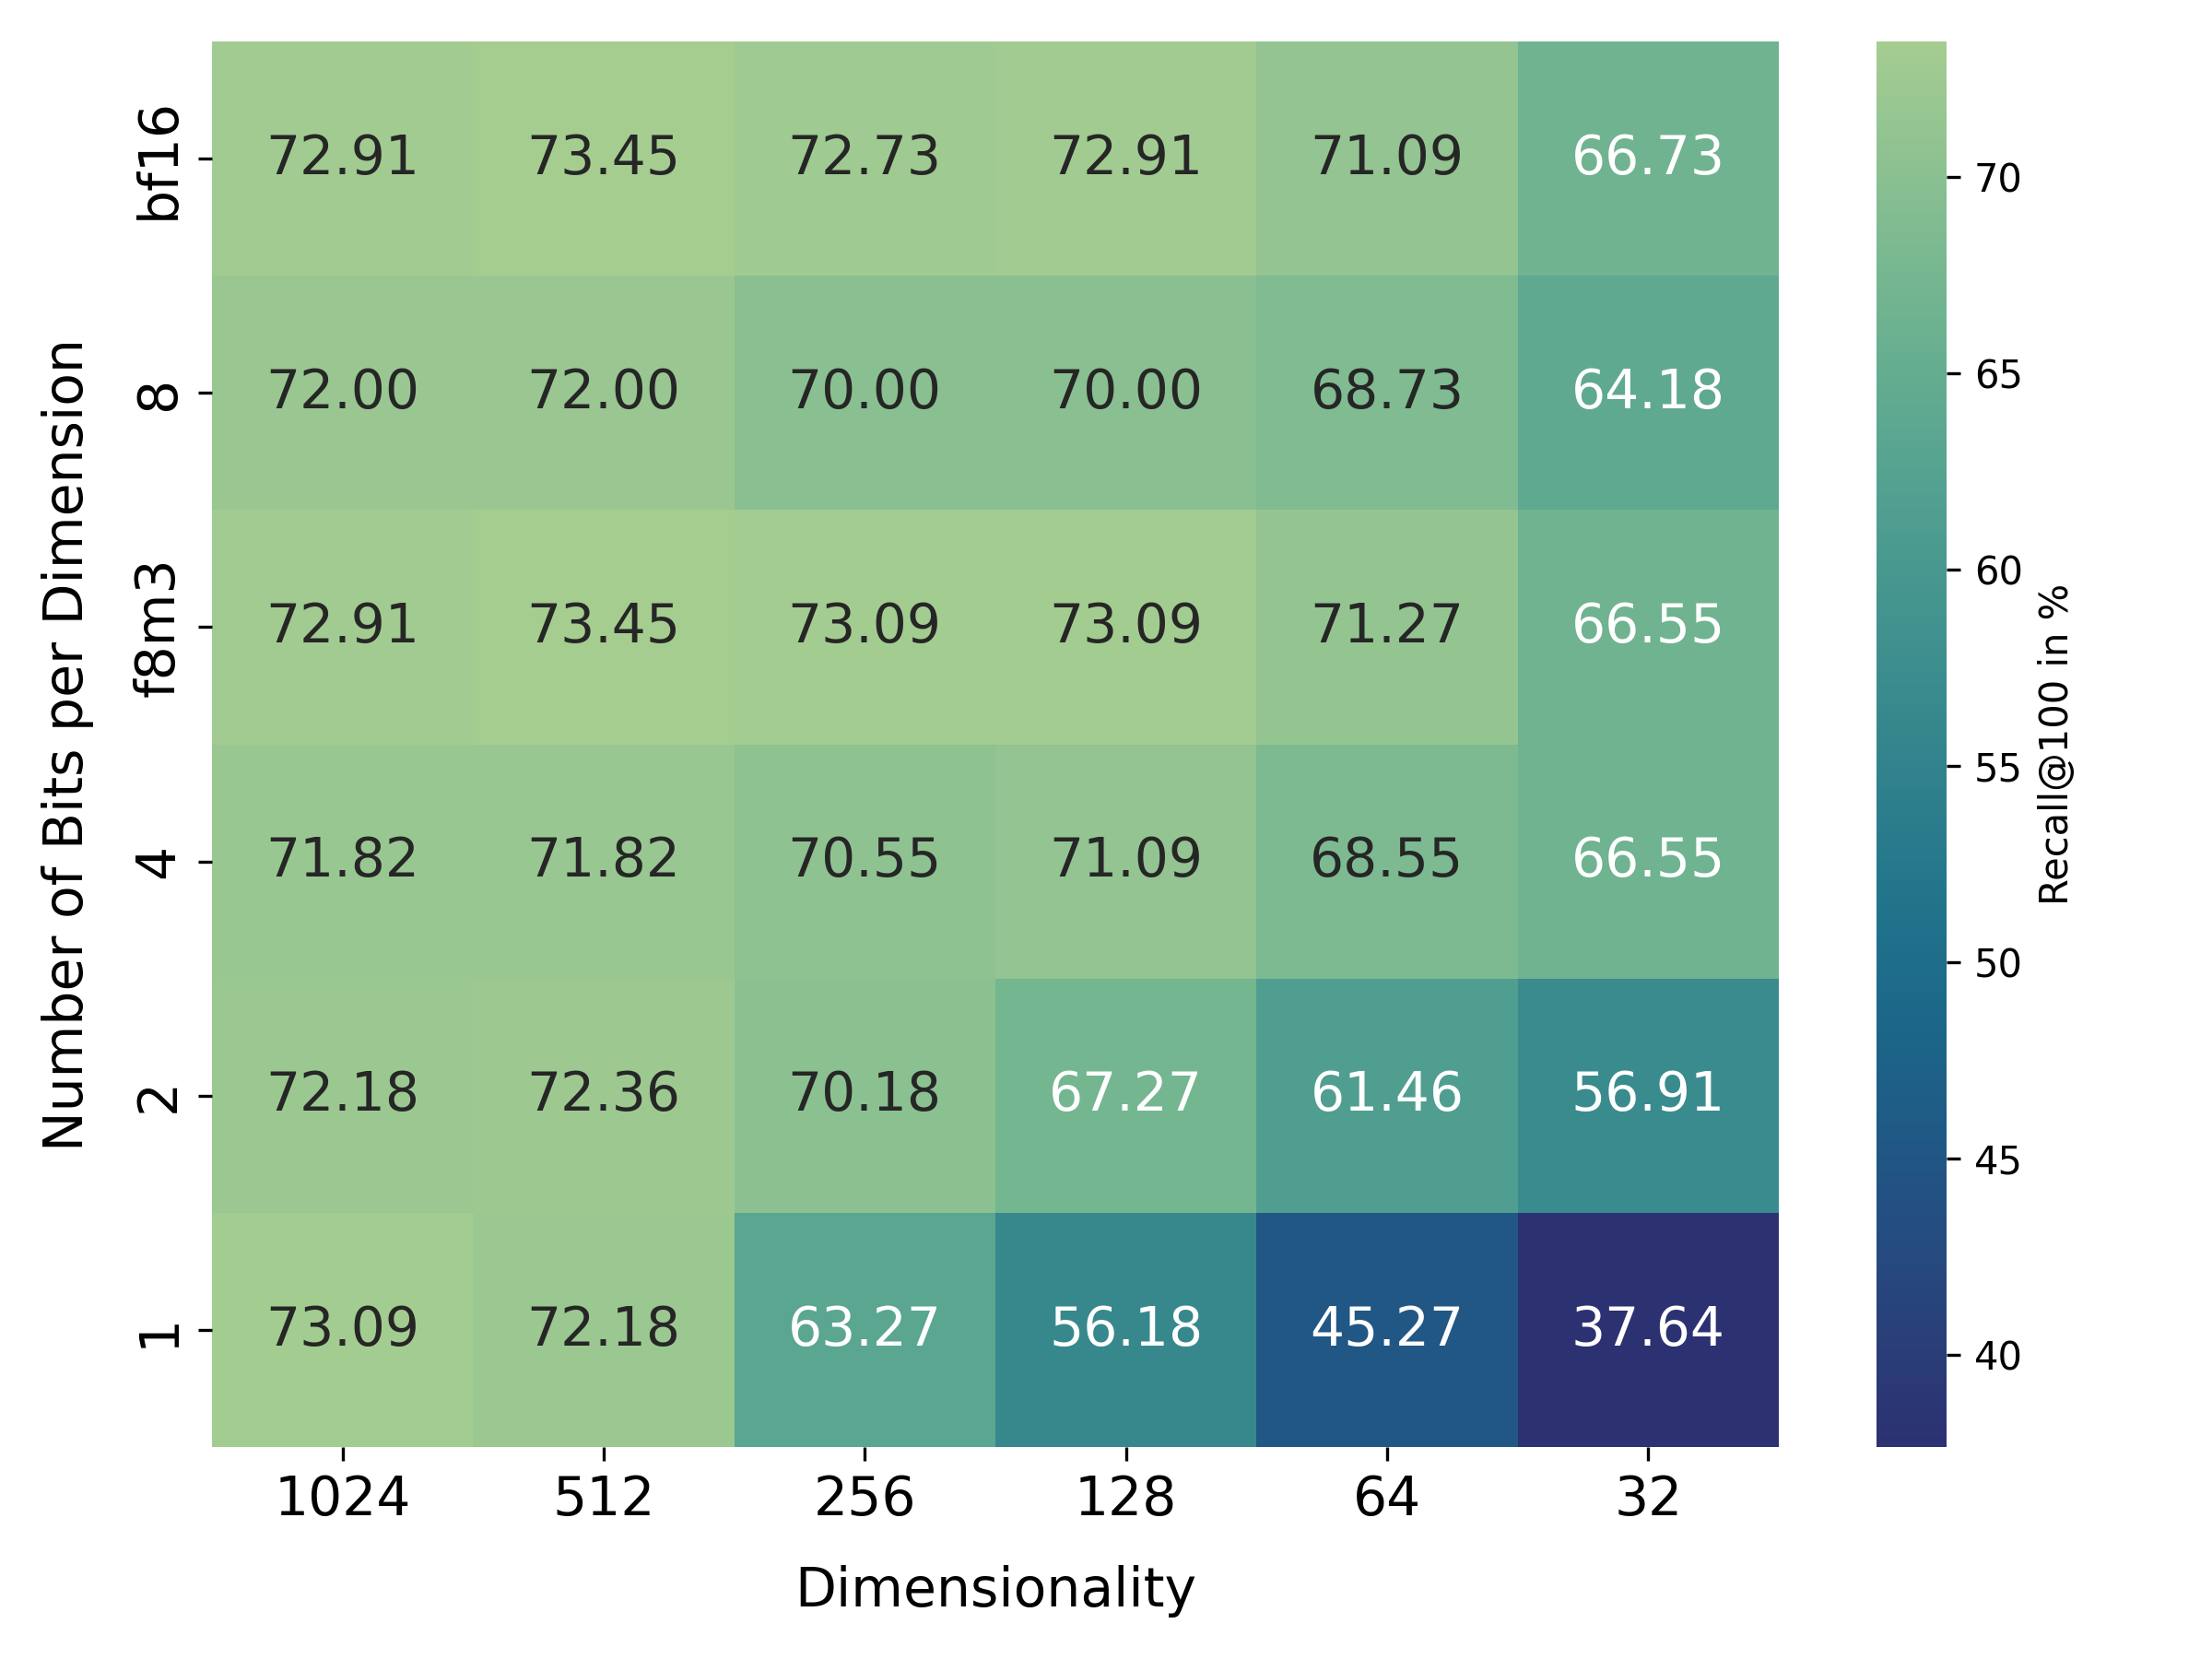 Number of Bits per Dimension
bf16 72.91 73.45 72.73 72.91 71.09 66.73
8 72.00 72.00 70.00 70.00 68.73 64.18
f8m3 72.91 73.45 73.09 73.09 71.27 66.55
4 71.82 71.82 70.55 71.09 68.55 66.55
2 72.18 72.36 70.18 67.27 61.46 56.91
1 73.09 72.18 63.27 56.18 45.27 37.64
1024 512 256 128 64 32
Dimensionality
70
65
60
55
50
45
40
Recall@100 in %